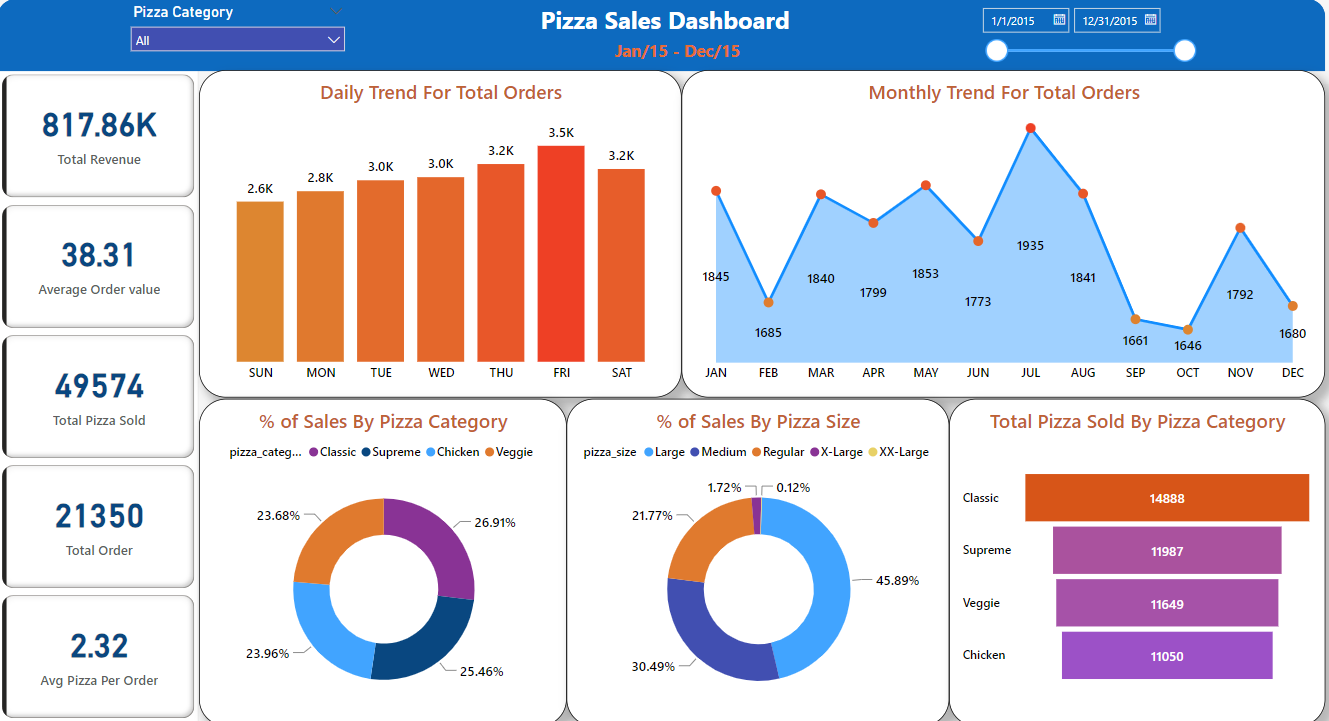 Pizza Category
All
Pizza Sales Dashboard
Jan/15 - Dec/15
1/1/2015
12/31/2015
817.86K
Total Revenue
38.31
Average Order value
49574
Total Pizza Sold
21350
Total Order
2.32
Avg Pizza Per Order
Daily Trend For Total Orders
2.6K
2.8K
3.0K
3.0K
3.2K
3.5K
3.2K
SUN MON TUE WED THU FRI SAT
Monthly Trend For Total Orders
1845
1685
1840
1799
1853
1773
1935
1841
1661
1646
1792
1680
JAN FEB MAR APR MAY JUN JUL AUG SEP OCT NOV DEC
% of Sales By Pizza Category
pizza_categ... Classic Supreme Chicken Veggie
23.68%
26.91%
23.96%
25.46%
% of Sales By Pizza Size
pizza_size Large Medium Regular X-Large XX-Large
1.72%
0.12%
21.77%
45.89%
30.49%
Total Pizza Sold By Pizza Category
Classic 14888
Supreme 11987
Veggie 11649
Chicken 11050